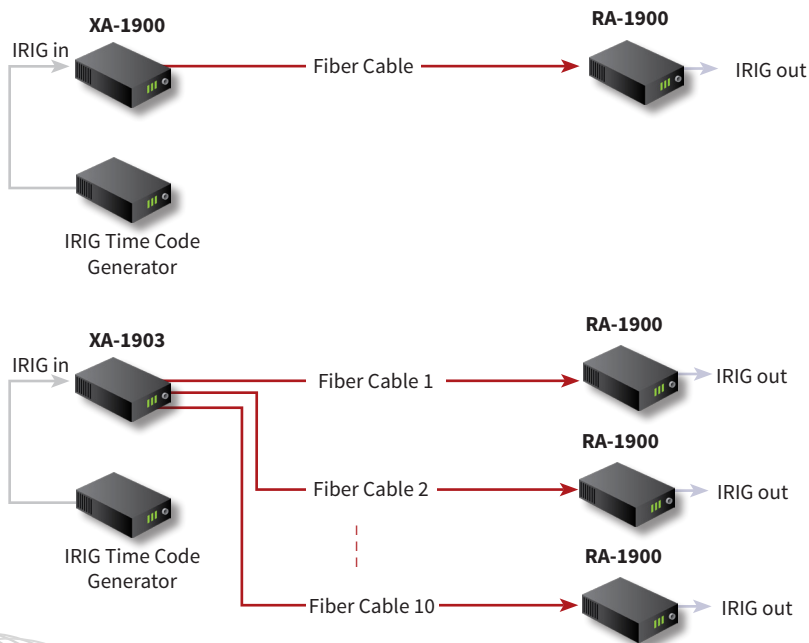 XA-1900
RA-1900
IRIG in
Fiber Cable
IRIG out
IRIG Time Code
Generator
XA-1903
RA-1900
IRIG in
Fiber Cable 1
IRIG out
RA-1900
Fiber Cable 2
IRIG out
IRIG Time Code
Generator
RA-1900
Fiber Cable 10
IRIG out